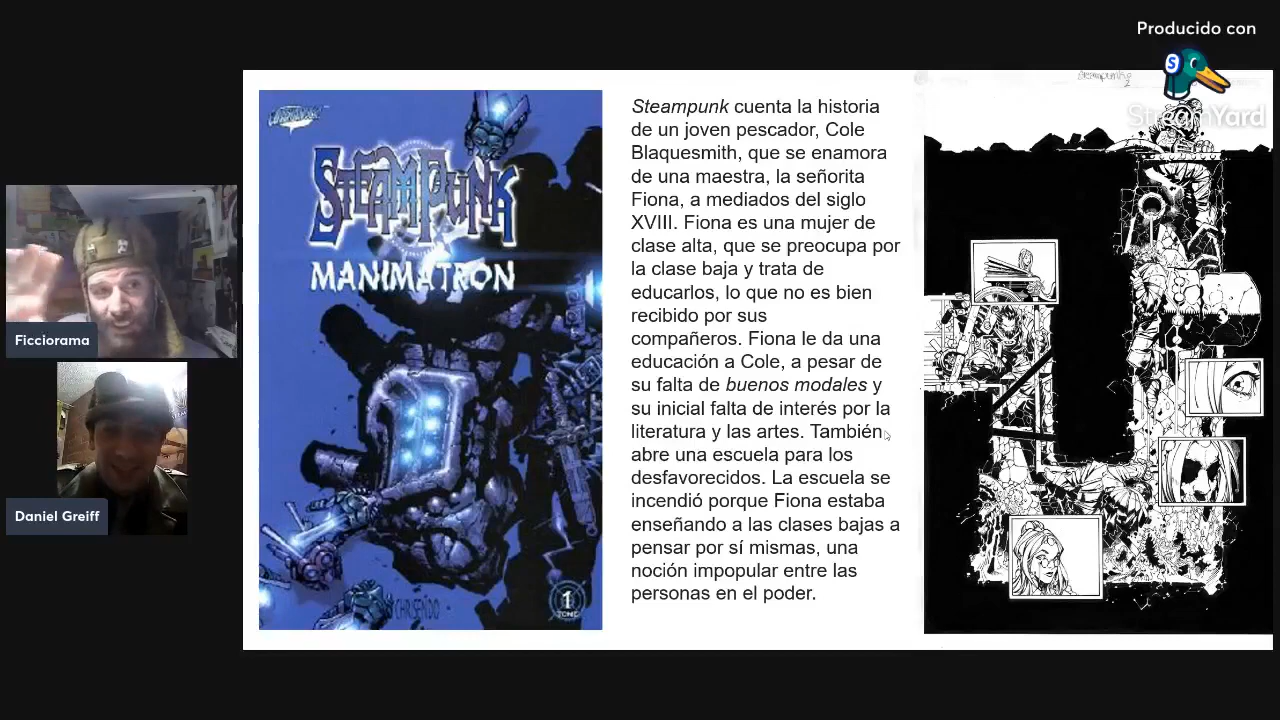 Producido con
StreamYard
Ficciorama
Daniel Greiff
STEAMPUNK
MANIMATRON
1
Steampunk cuenta la historia
de un joven pescador, Cole
Blaquesmith, que se enamora
de una maestra, la señorita
Fiona, a mediados del siglo
XVIII. Fiona es una mujer de
clase alta, que se preocupa por
la clase baja y trata de
educarlos, lo que no es bien
recibido por sus
compañeros. Fiona le da una
educación a Cole, a pesar de
su falta de buenos modales y
su inicial falta de interés por la
literatura y las artes. También
abre una escuela para los
desfavorecidos. La escuela se
incendió porque Fiona estaba
enseñando a las clases bajas a
pensar por sí mismas, una
noción impopular entre las
personas en el poder.